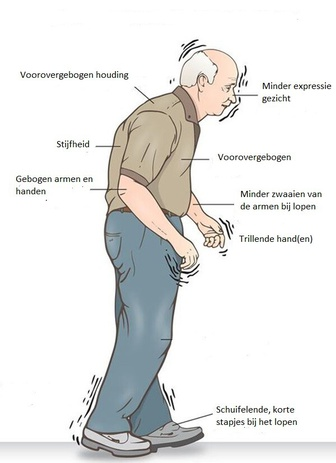 Voorovergebogen houding
Minder expressie
gezicht
Stijfheid
Voorovergebogen
Gebogen armen en
handen
Minder zwaaien van
de armen bij lopen
Trillende hand(en)
Schuifelende, korte
stapjes bij het lopen